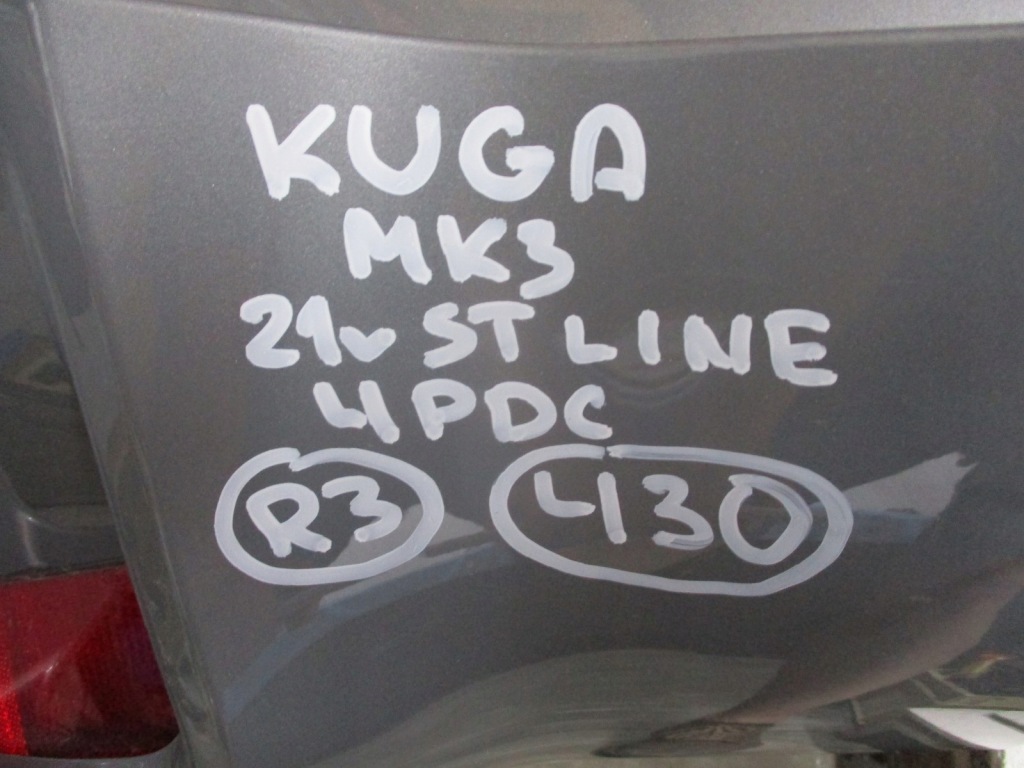 KUGA
MK3
21v ST LINE
4PDC
R3 430